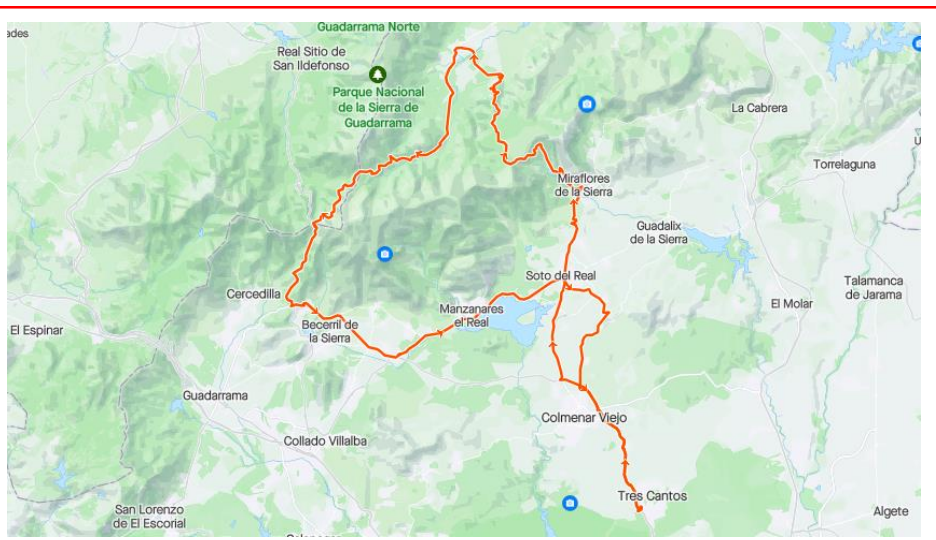 Guadarrama Norte
ades
Real Sitio de
San Ildefonso
Parque Nacional
de la Sierra de
Guadarrama
La Cabrera
Torrelaguna
Miraflores
de la Sierra
Guadalix
de la Sierra
Soto del Real
Talamanca
de Jarama
Cercedilla
Manzanares
el Real
El Molar
Becerril de
la Sierra
El Espinar
Guadarrama
Colmenar Viejo
Collado Villalba
Tres Cantos
San Lorenzo
de El Escorial
Algete